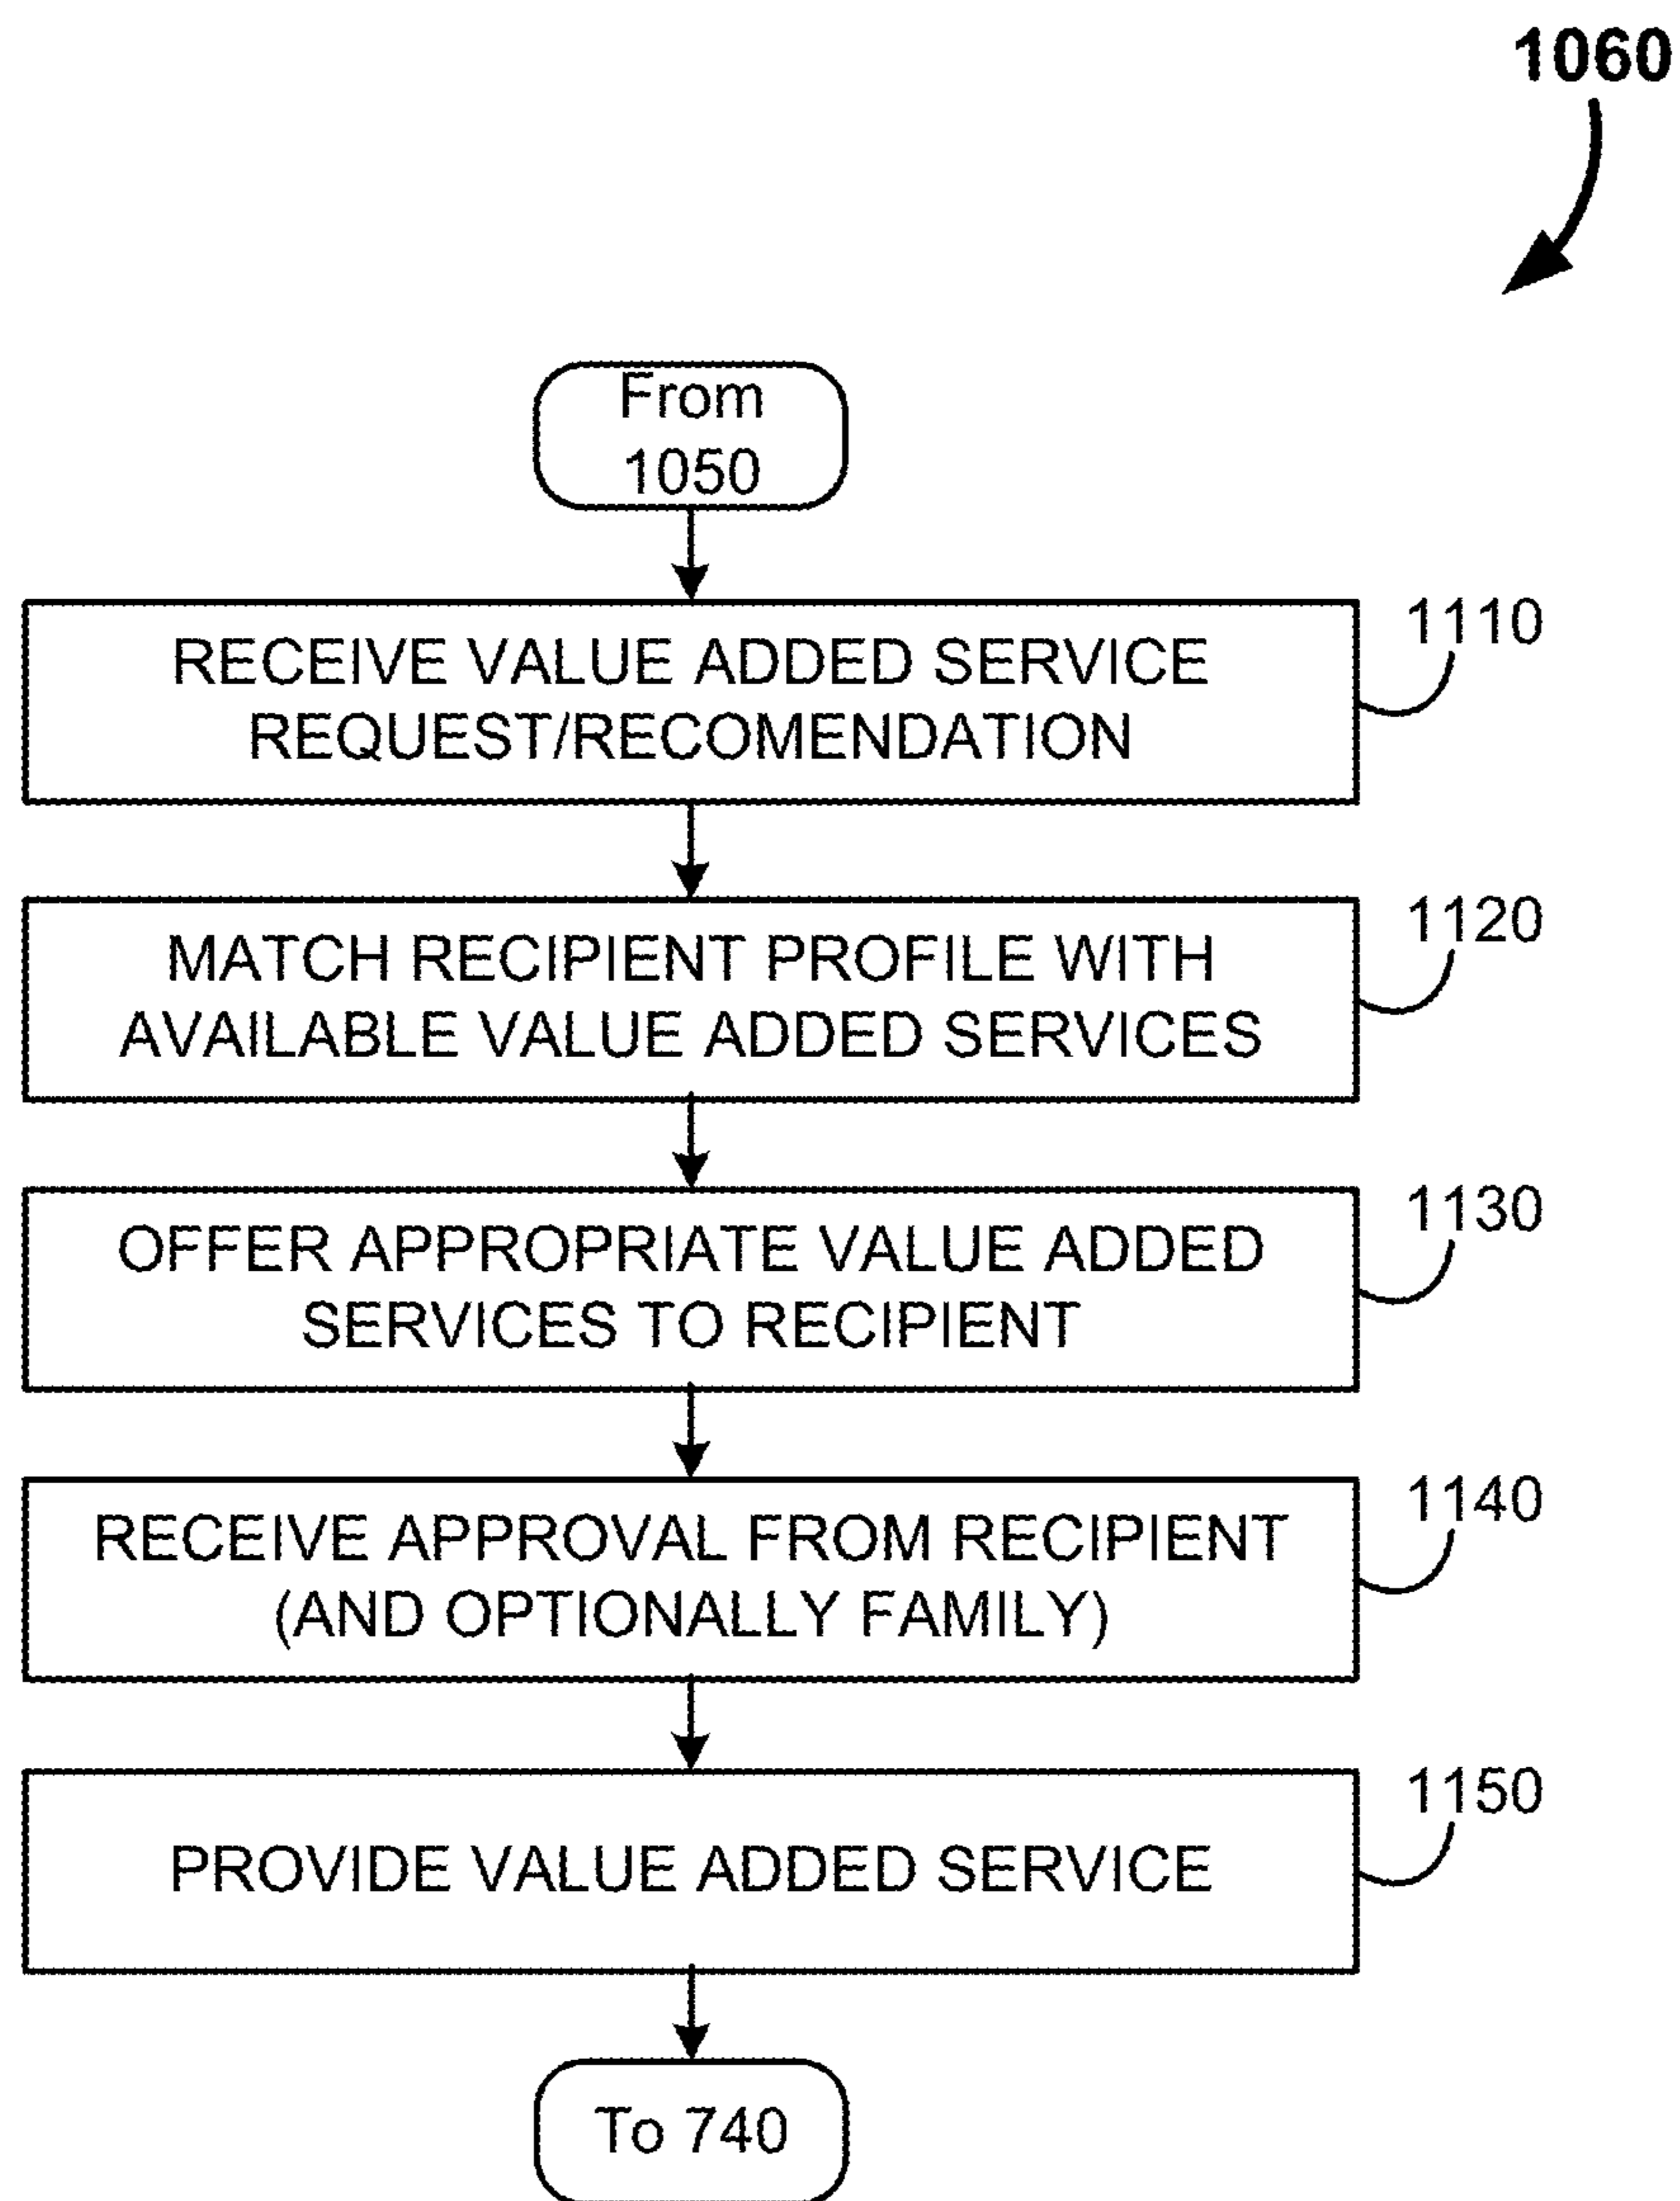 1060
From
1050
RECEIVE VALUE ADDED SERVICE
REQUEST/RECOMENDATION
1110
MATCH RECIPIENT PROFILE WITH
AVAILABLE VALUE ADDED SERVICES
1120
OFFER APPROPRIATE VALUE ADDED
SERVICES TO RECIPIENT
1130
RECEIVE APPROVAL FROM RECIPIENT
(AND OPTIONALLY FAMILY)
1140
PROVIDE VALUE ADDED SERVICE
1150
To 740